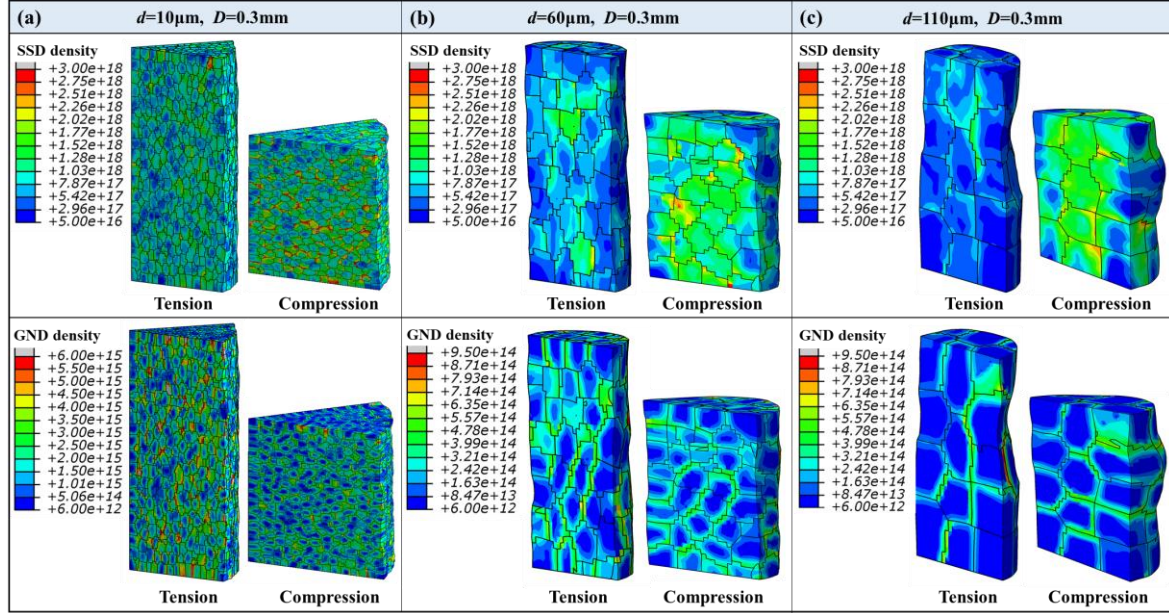 (a) d=10μm, D=0.3mm
SSD density
+3.00e+18
+2.75e+18
+2.51e+18
+2.26e+18
+2.02e+18
+1.77e+18
+1.28e+18
+1.03e+18
+7.87e+17
+5.42e+17
+2.96e+17
+5.00e+16
Tension Compression
GND density
+6.00e+15
+5.50e+15
+5.00e+15
+4.50e+15
+4.00e+15
+3.50e+15
+3.00e+15
+2.50e+15
+2.00e+15
+1.50e+15
+1.01e+15
+5.06e+14
+6.00e+12
Tension Compression
(b) d=60μm, D=0.3mm
SSD density
+3.00e+18
+2.75e+18
+2.51e+18
+2.26e+18
+2.02e+18
+1.77e+18
+1.28e+18
+1.03e+18
+7.87e+17
+5.42e+17
+2.96e+17
+5.00e+16
Tension Compression
GND density
+9.50e+14
+8.71e+14
+7.93e+14
+7.14e+14
+6.35e+14
+5.57e+14
+4.78e+14
+3.99e+14
+3.21e+14
+2.42e+14
+1.63e+14
+8.47e+13
+6.00e+12
Tension Compression
(c) d=110μm, D=0.3mm
SSD density
+3.00e+18
+2.75e+18
+2.51e+18
+2.26e+18
+2.02e+18
+1.77e+18
+1.28e+18
+1.03e+18
+7.87e+17
+5.42e+17
+2.96e+17
+5.00e+16
Tension Compression
GND density
+9.50e+14
+8.71e+14
+7.93e+14
+7.14e+14
+6.35e+14
+5.57e+14
+4.78e+14
+3.99e+14
+3.21e+14
+2.42e+14
+1.63e+14
+8.47e+13
+6.00e+12
Tension Compression